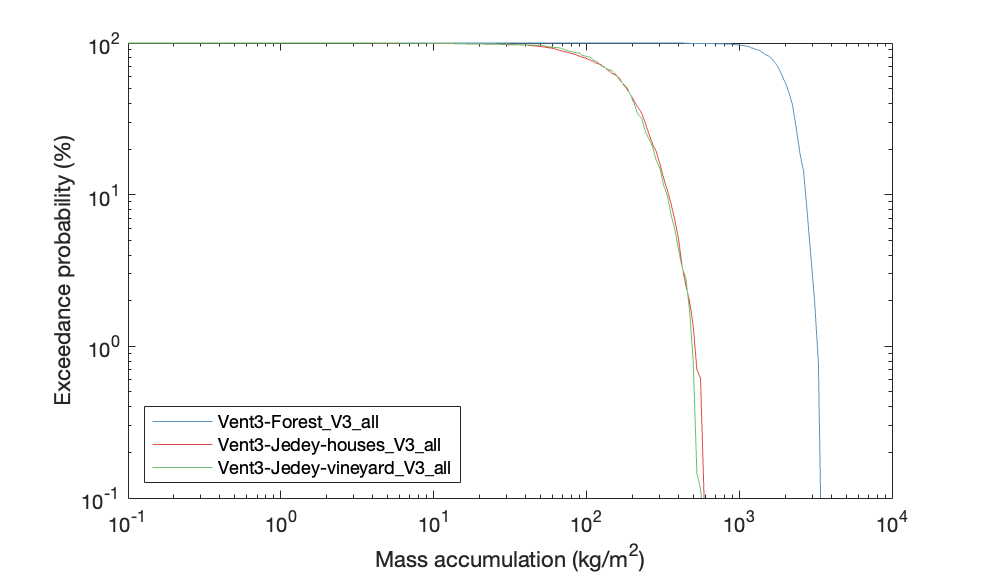 Exceedance probability (%)
10^2
10^1
10^0
10^-1
Vent3-Forest_V3_all
Vent3-Jedey-houses_V3_all
Vent3-Jedey-vineyard_V3_all
10^-1 10^0 10^1 10^2 10^3 10^4
Mass accumulation (kg/m^2)